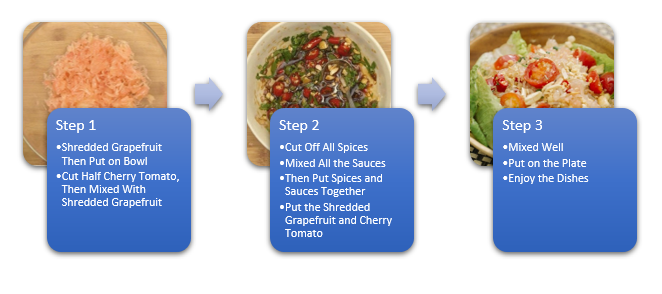 Step 1
•Shredded Grapefruit
Then Put on Bowl
•Cut Half Cherry Tomato,
Then Mixed With
Shredded Grapefruit
Step 2
•Cut Off All Spices
•Mixed All the Sauces
•Then Put Spices and
Sauces Together
•Put the Shredded
Grapefruit and Cherry
Tomato
Step 3
•Mixed Well
•Put on the Plate
•Enjoy the Dishes